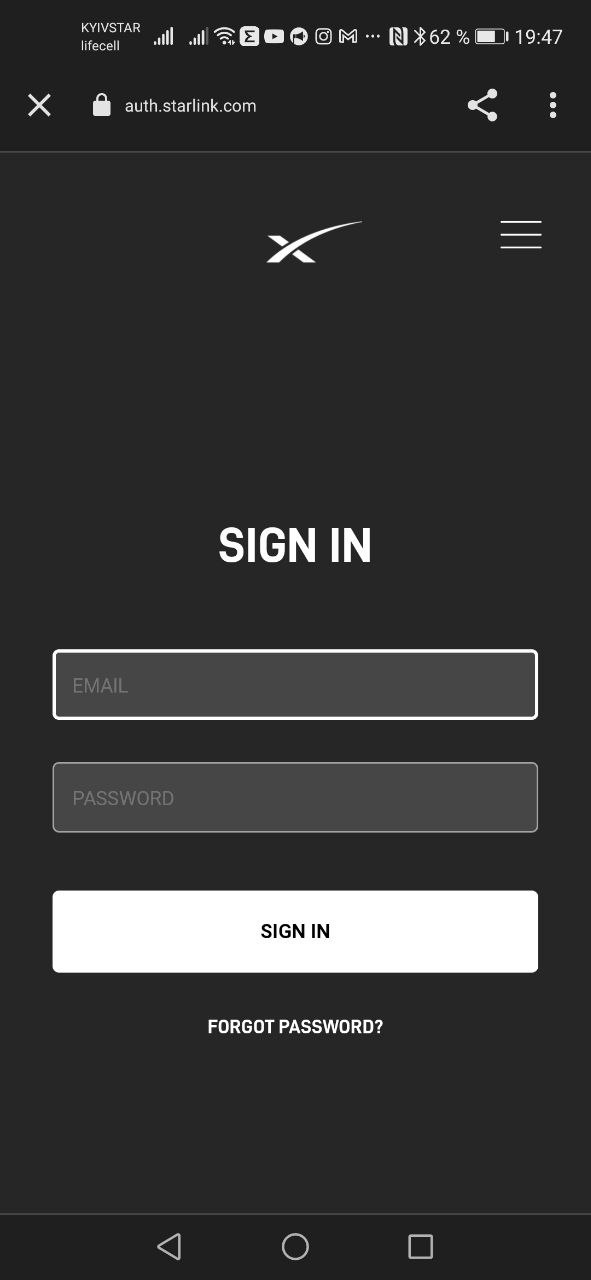 KYIVSTAR
lifecell
62 % 19:47
auth.starlink.com
SIGN IN
EMAIL
PASSWORD
SIGN IN
FORGOT PASSWORD?